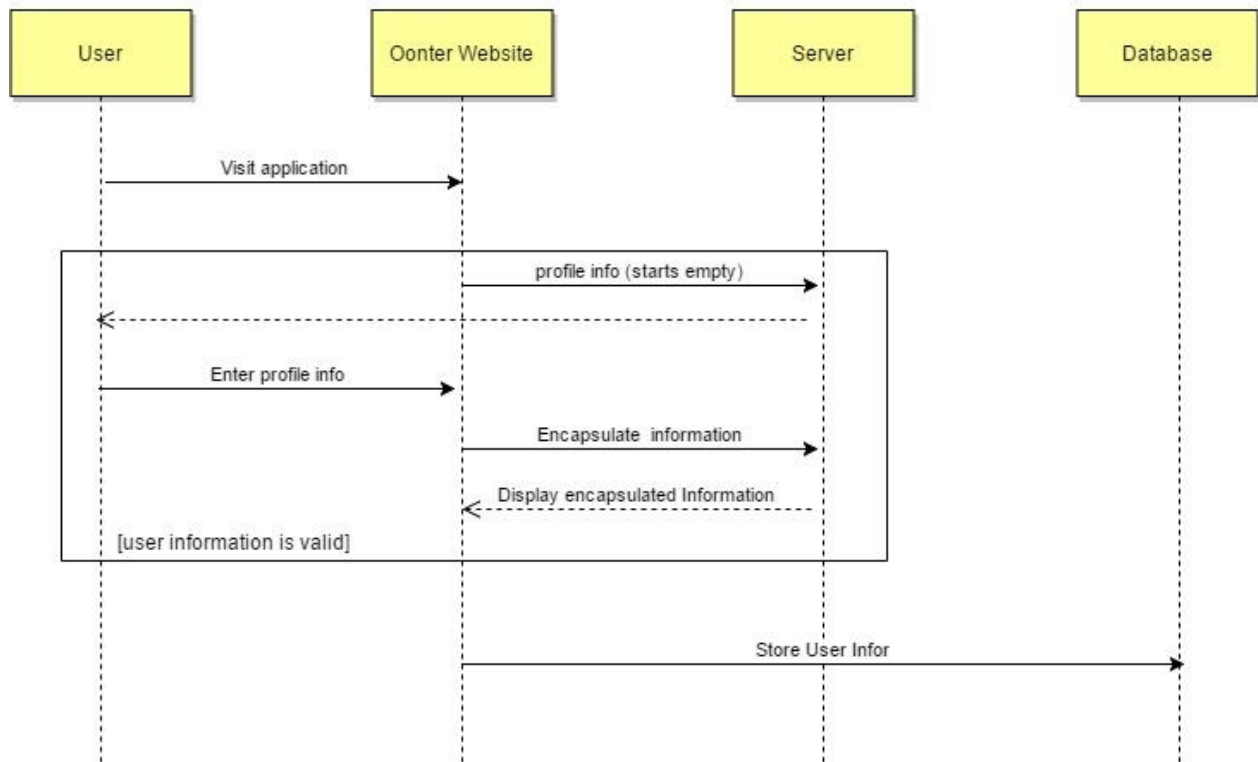 User
Oonter Website
Server
Database
Visit application
profile info (starts empty)
Enter profile info
Encapsulate information
Display encapsulated Information
[user information is valid]
Store User Infor